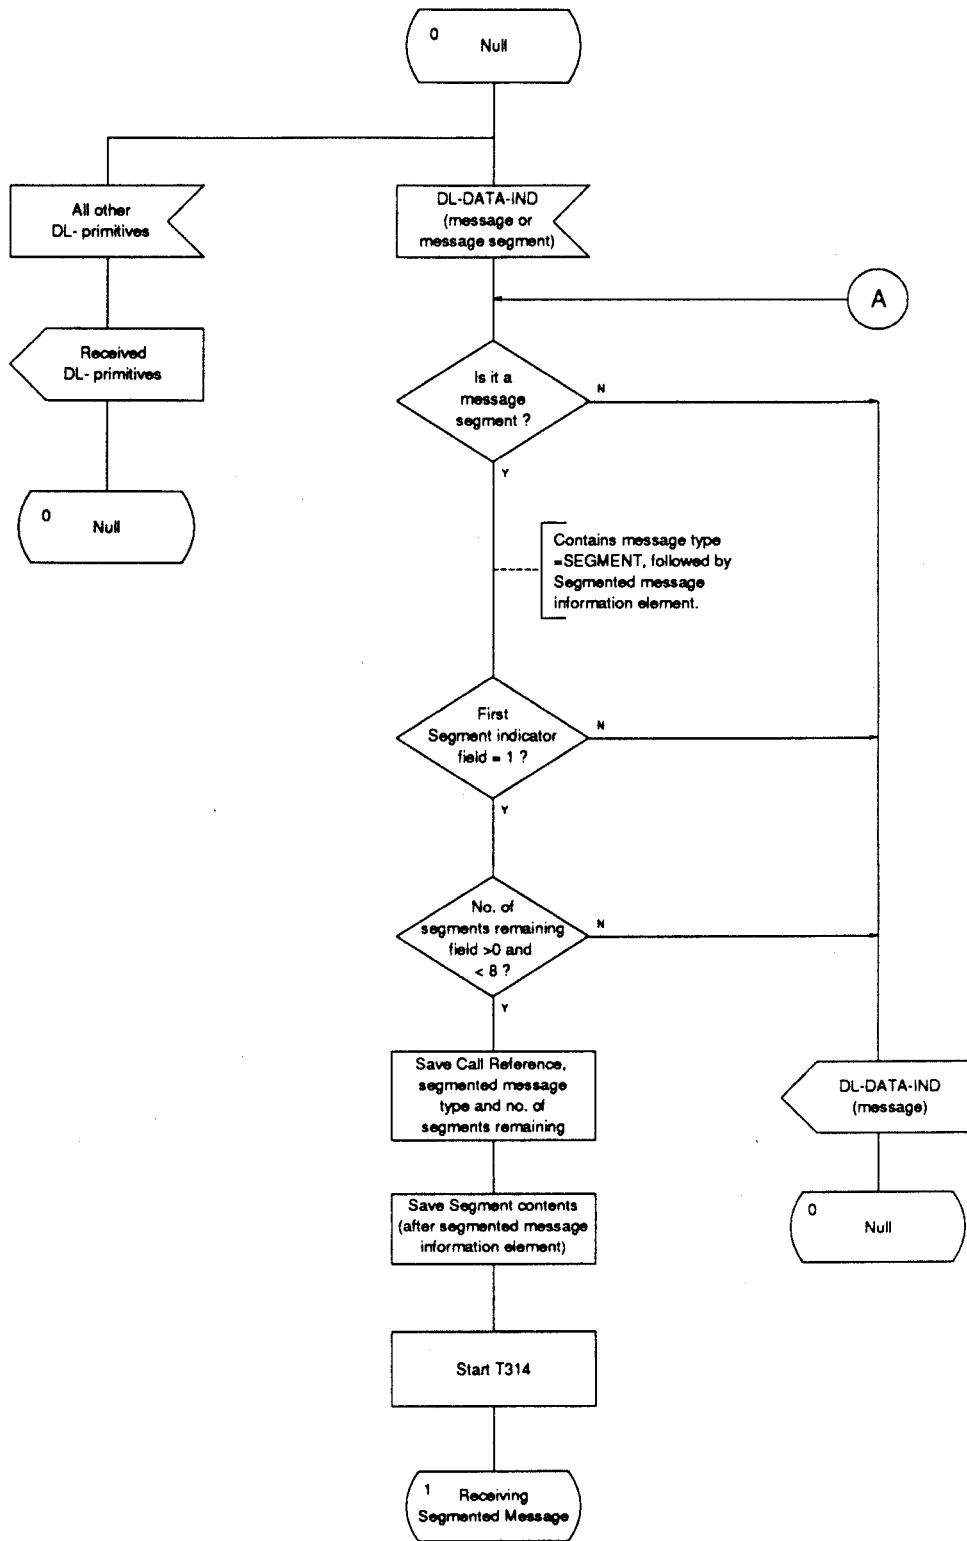 0
Null
All other
DL- primitives
DL-DATA-IND
(message or
message segment)
A
Received
DL- primitives
Is it a
message
segment ?
N
Y
0
Null
Contains message type
=SEGMENT, followed by
Segmented message
information element.
First
Segment indicator
field = 1 ?
N
Y
No. of
segments remaining
field >0 and
< 8 ?
N
Y
Save Call Reference,
segmented message
type and no. of
segments remaining
DL-DATA-IND
(message)
Save Segment contents
(after segmented message
information element)
0
Null
Start T314
1
Receiving
Segmented Message